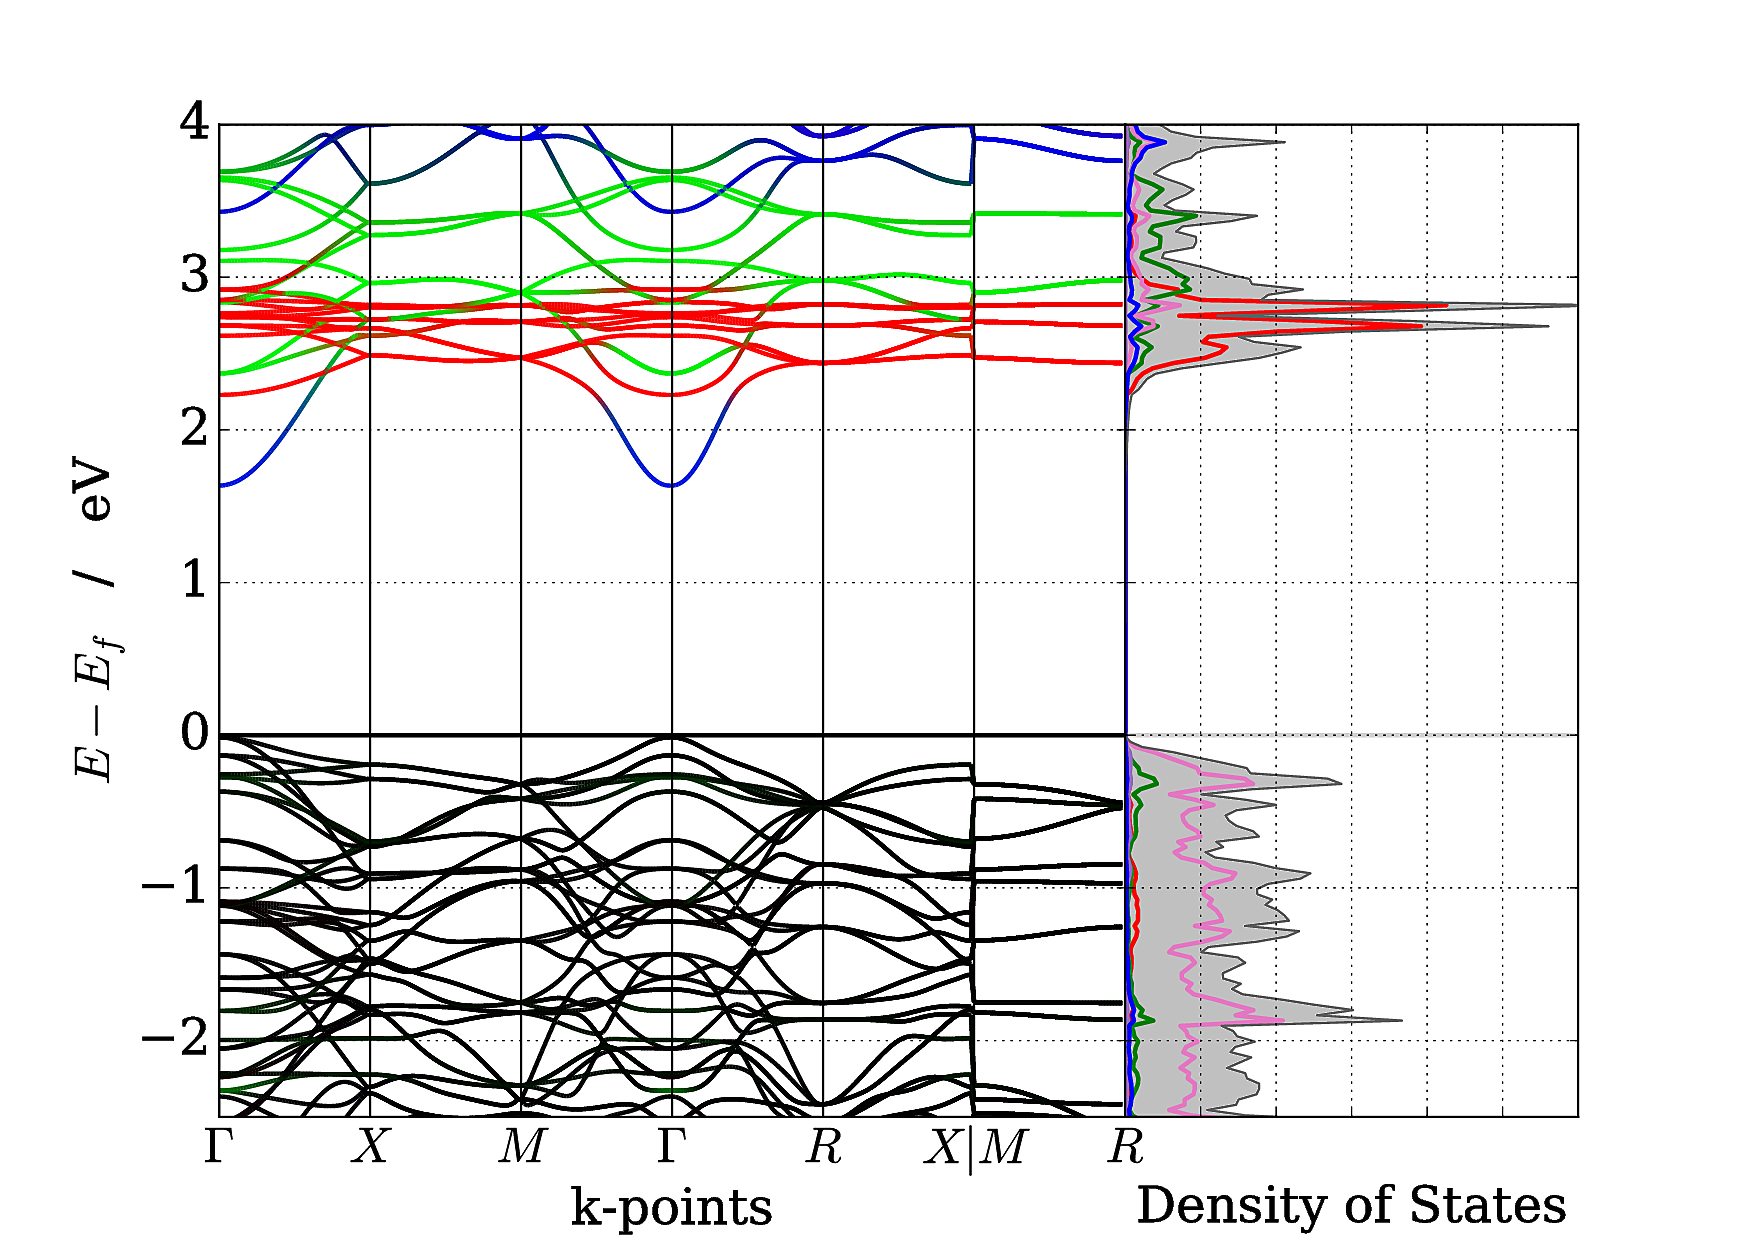 4
3
2
1
0
−1
−2
E − E_f / eV
Γ X M Γ R X|M R
k-points Density of States